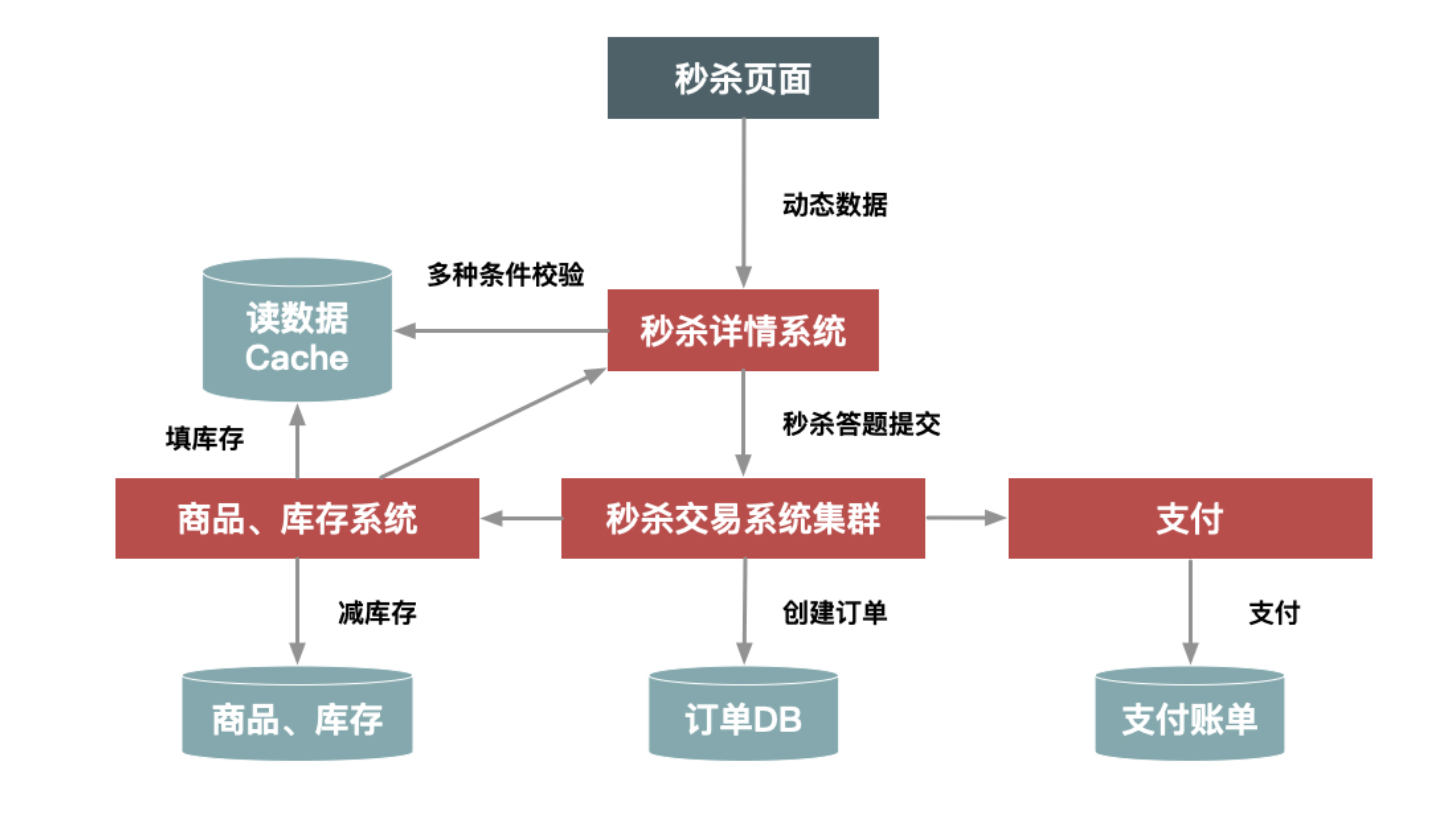 秒杀页面
动态数据
多种条件校验
读数据
Cache
秒杀详情系统
填库存
秒杀答题提交
商品、库存系统
秒杀交易系统集群
支付
减库存
创建订单
支付
商品、库存
订单DB
支付账单